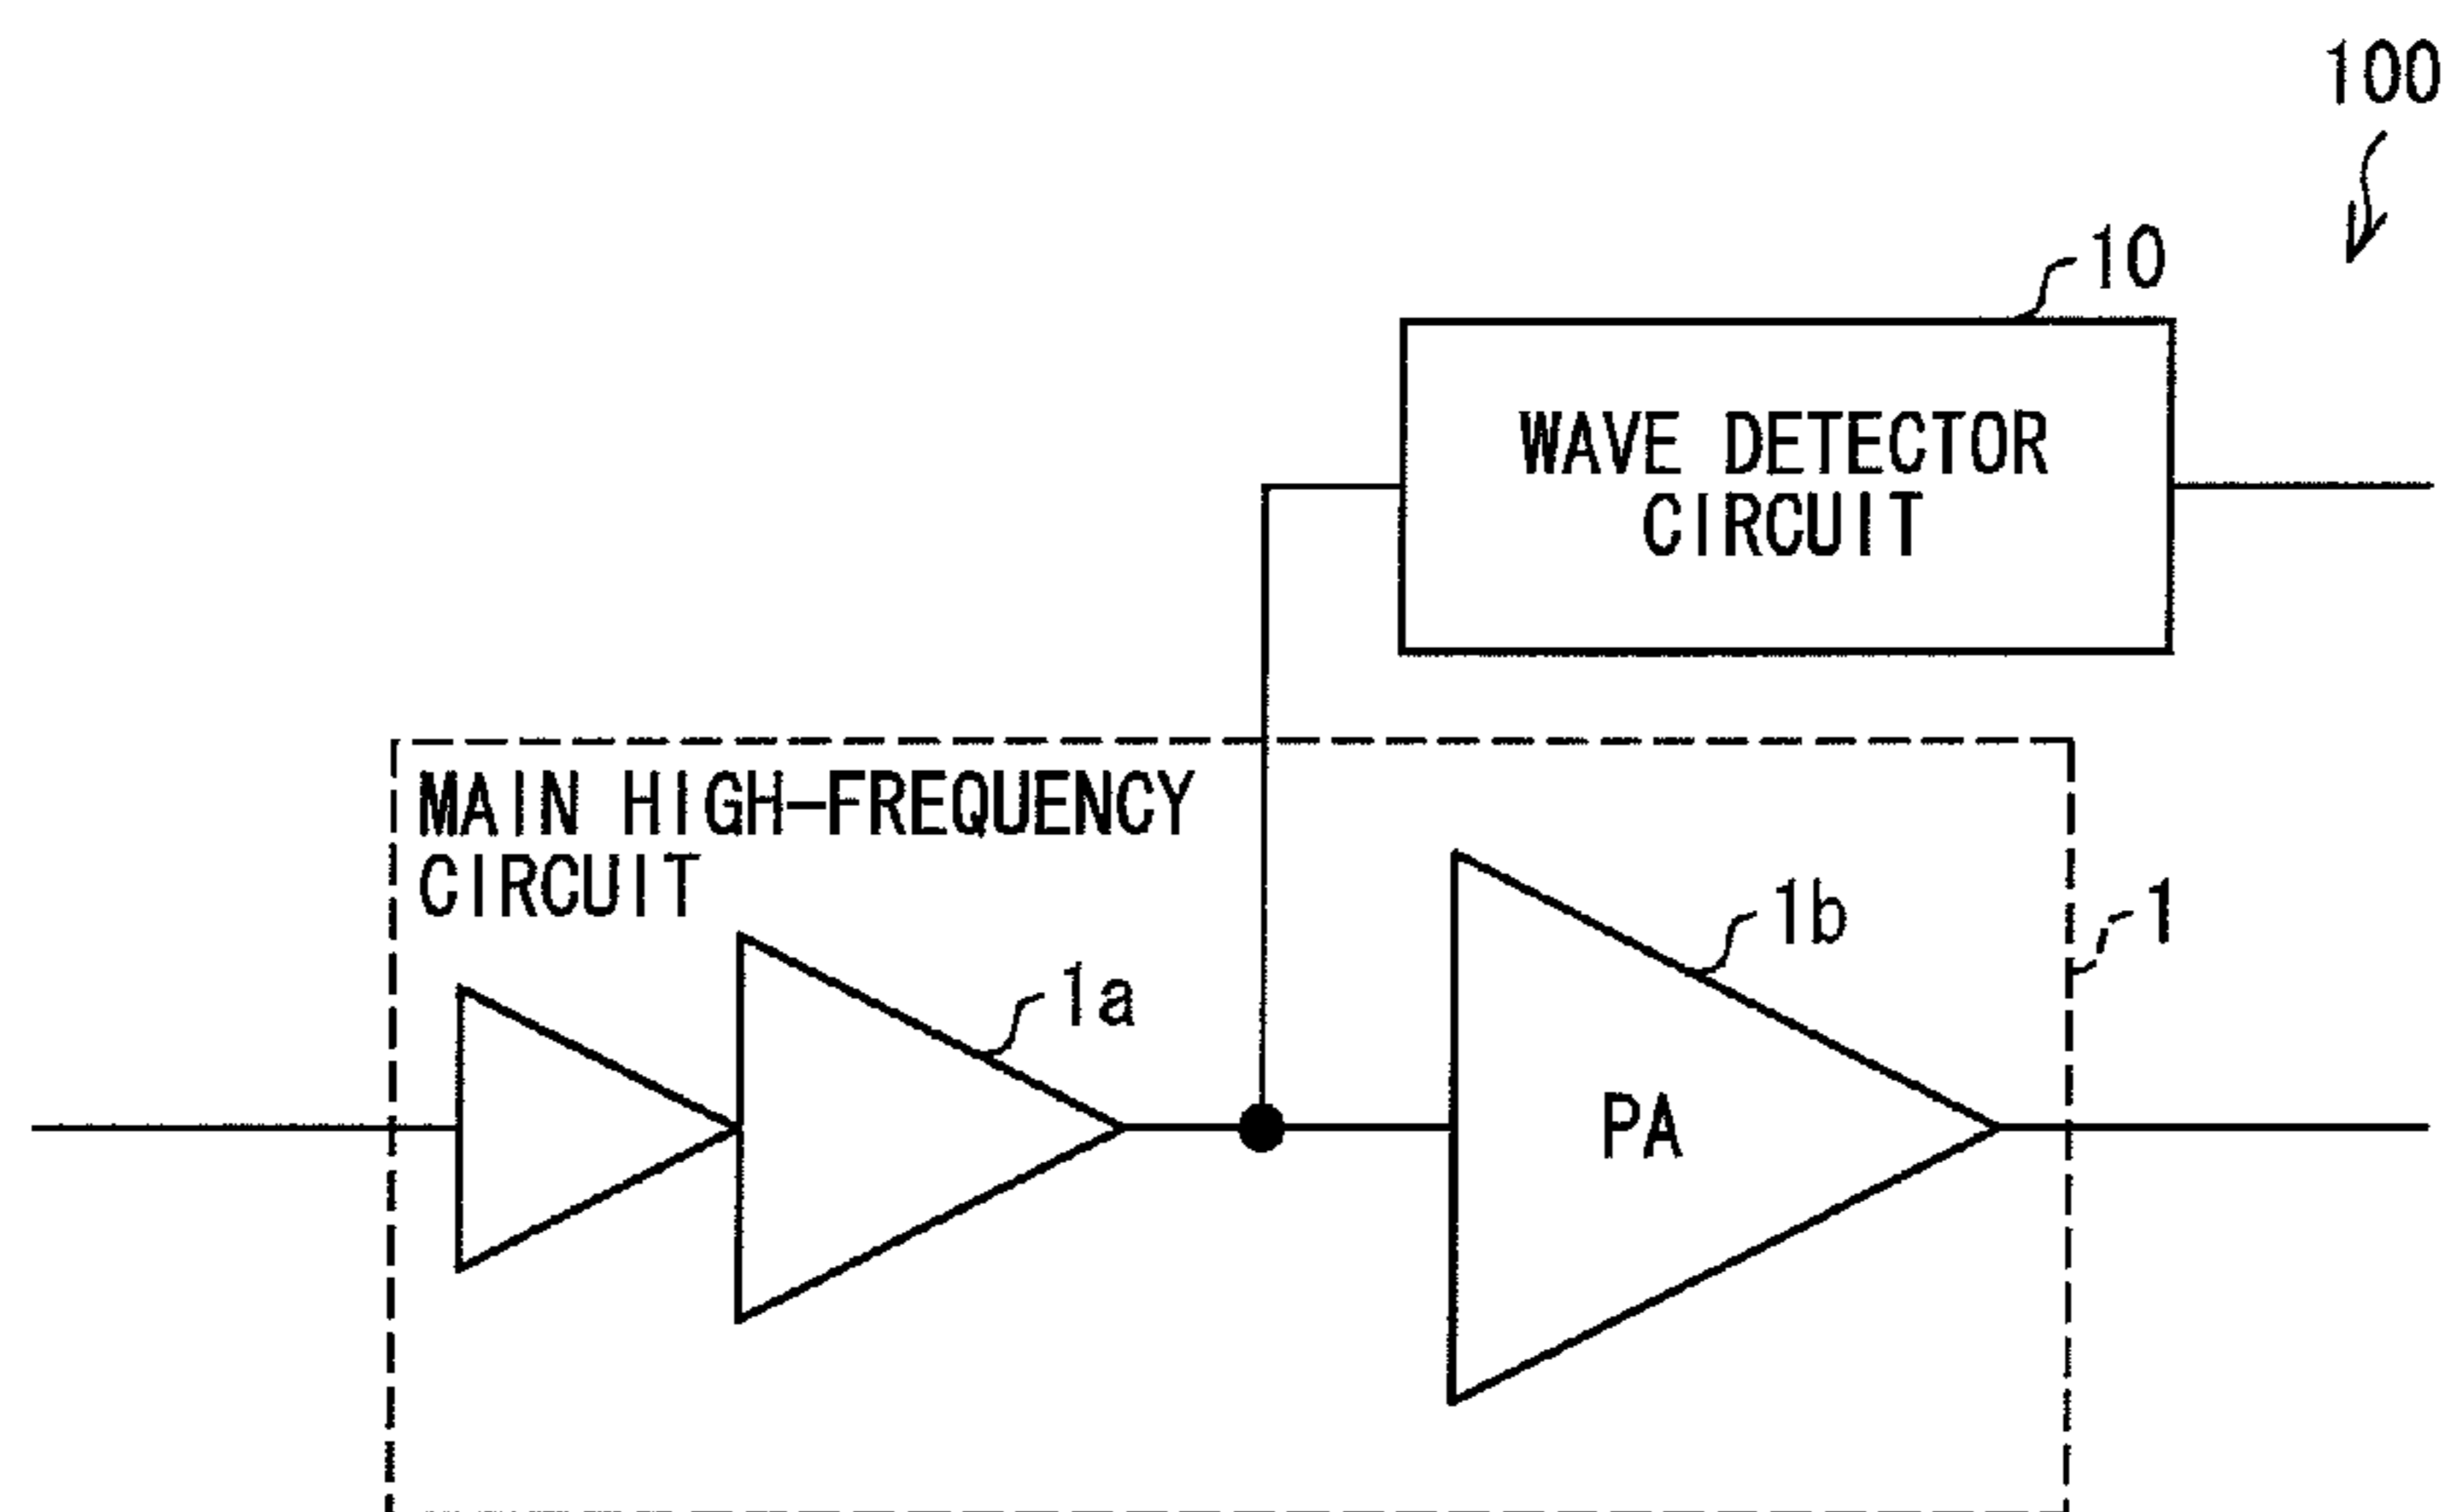 100
10
WAVE DETECTOR
CIRCUIT
MAIN HIGH-FREQUENCY
CIRCUIT
1b
1
1a
PA